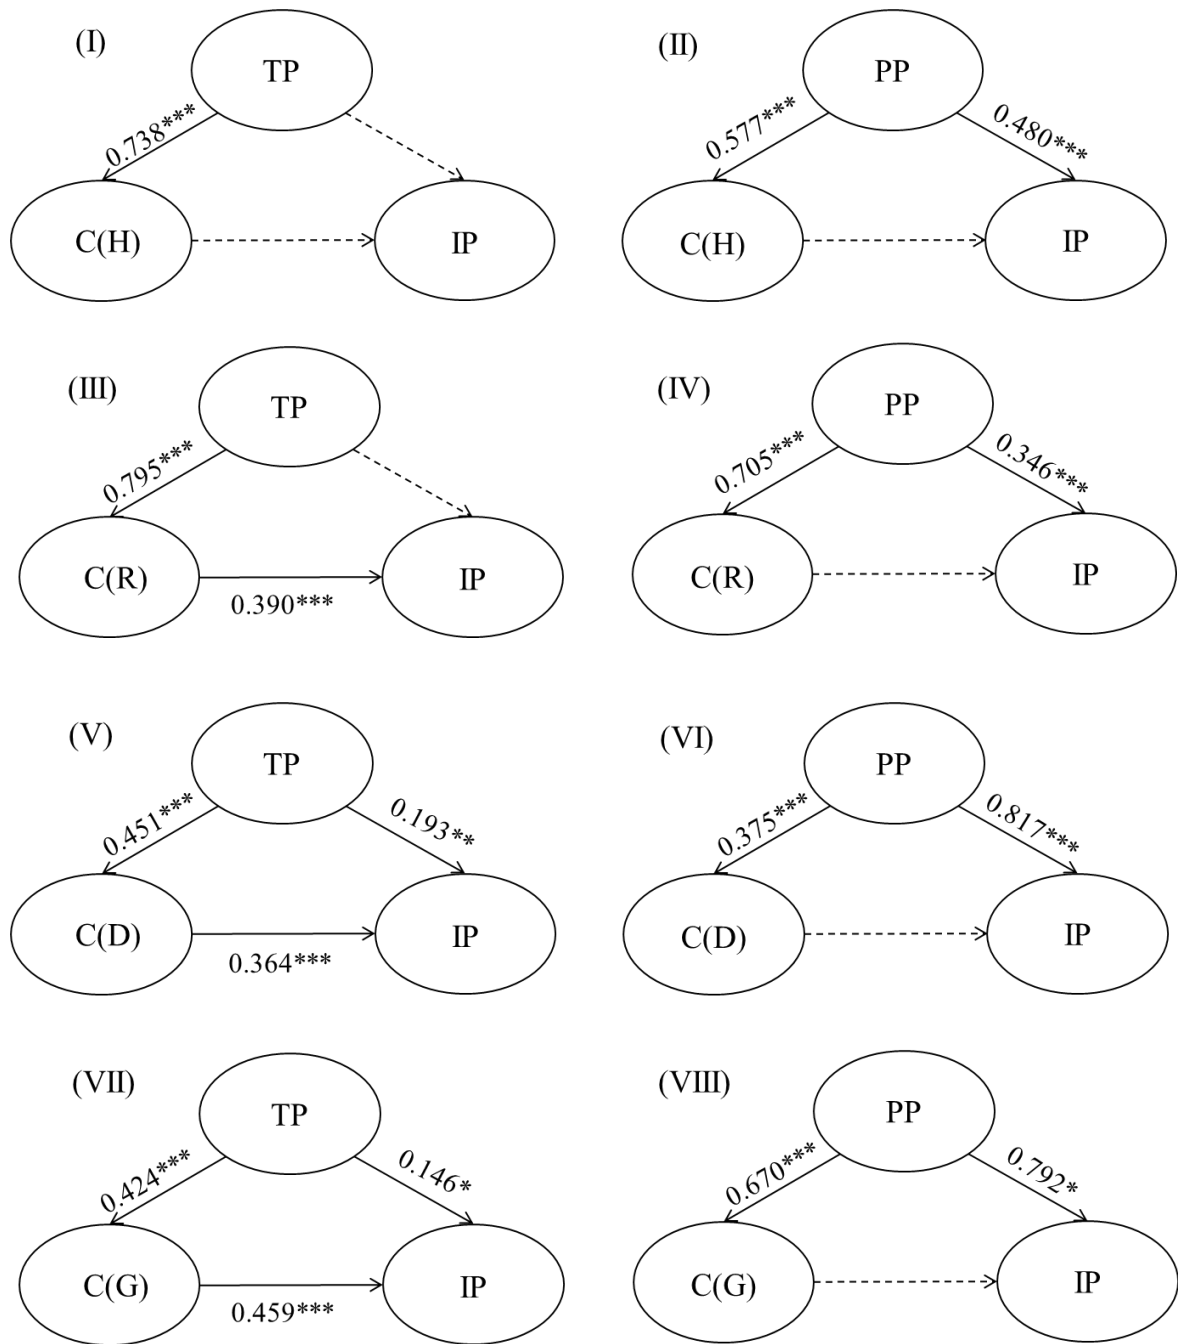 (I)
TP
0.738***
C(H)
IP
(II)
PP
0.577***
0.480***
C(H)
IP
(III)
TP
0.795***
C(R)
IP
0.390***
(IV)
PP
0.705***
0.346***
C(R)
IP
(V)
TP
0.451***
0.193**
C(D)
IP
0.364***
(VI)
PP
0.375***
0.817***
C(D)
IP
(VII)
TP
0.424***
0.146*
C(G)
IP
0.459***
(VIII)
PP
0.670***
0.792*
C(G)
IP